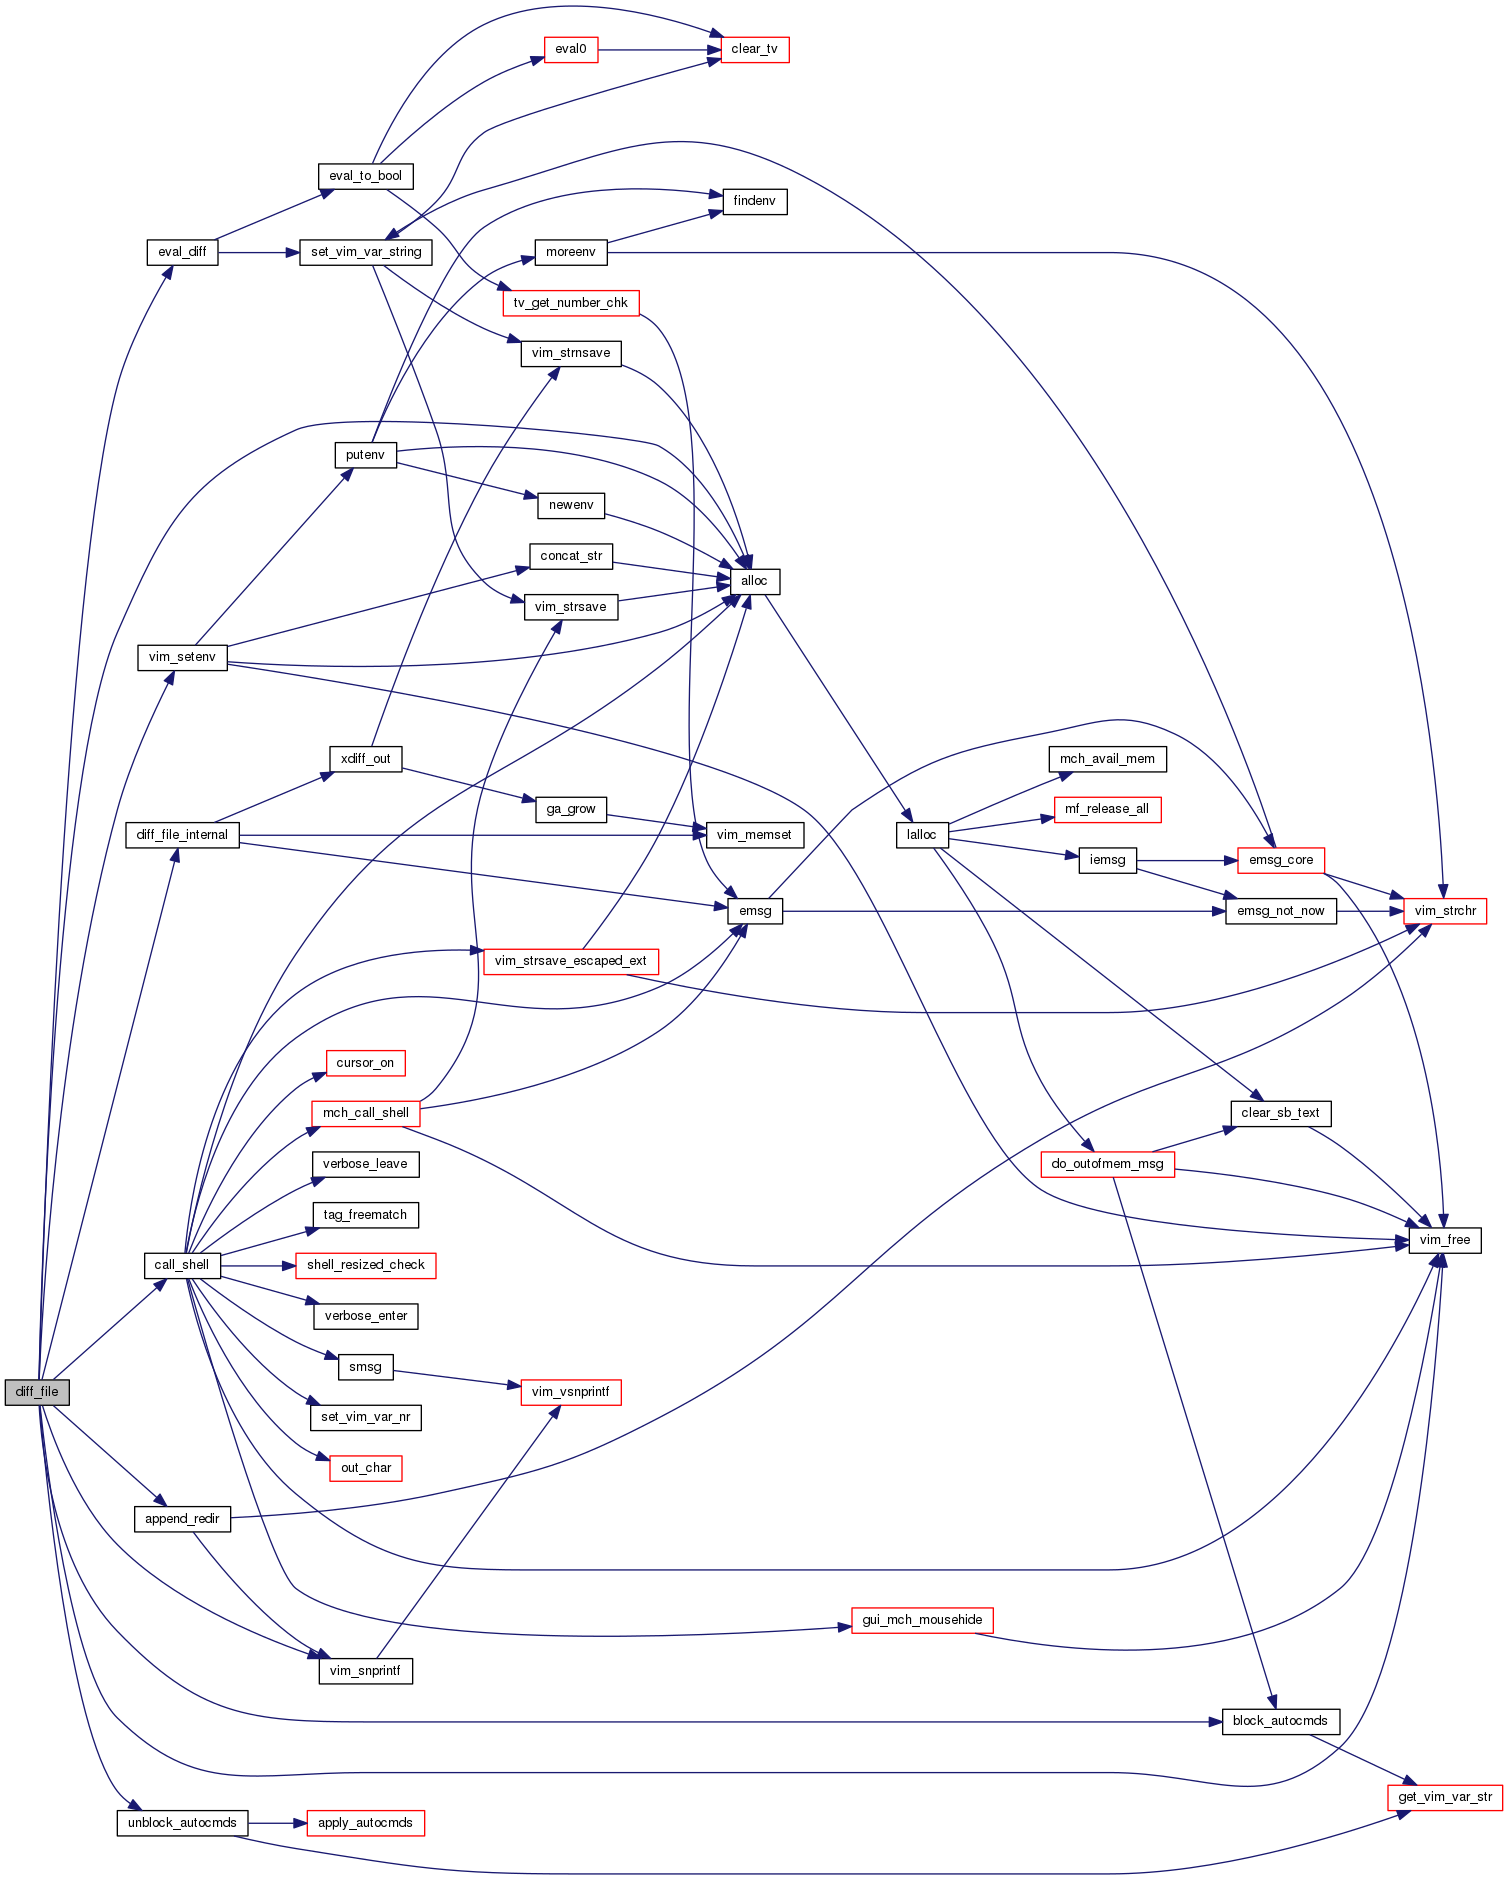 eval0
clear_tv
eval_to_bool
findenv
eval_diff
set_vim_var_string
moreenv
tv_get_number_chk
vim_strnsave
putenv
newenv
concat_str
alloc
vim_strsave
vim_setenv
xdiff_out
mch_avail_mem
ga_grow
mf_release_all
diff_file_internal
vim_memset
lalloc
iemsg
emsg_core
emsg
emsg_not_now
vim_strchr
vim_strsave_escaped_ext
cursor_on
mch_call_shell
clear_sb_text
verbose_leave
do_outofmem_msg
tag_freematch
vim_free
call_shell
shell_resized_check
verbose_enter
smsg
diff_file
vim_vsnprintf
set_vim_var_nr
out_char
append_redir
gui_mch_mousehide
vim_snprintf
block_autocmds
get_vim_var_str
unblock_autocmds
apply_autocmds